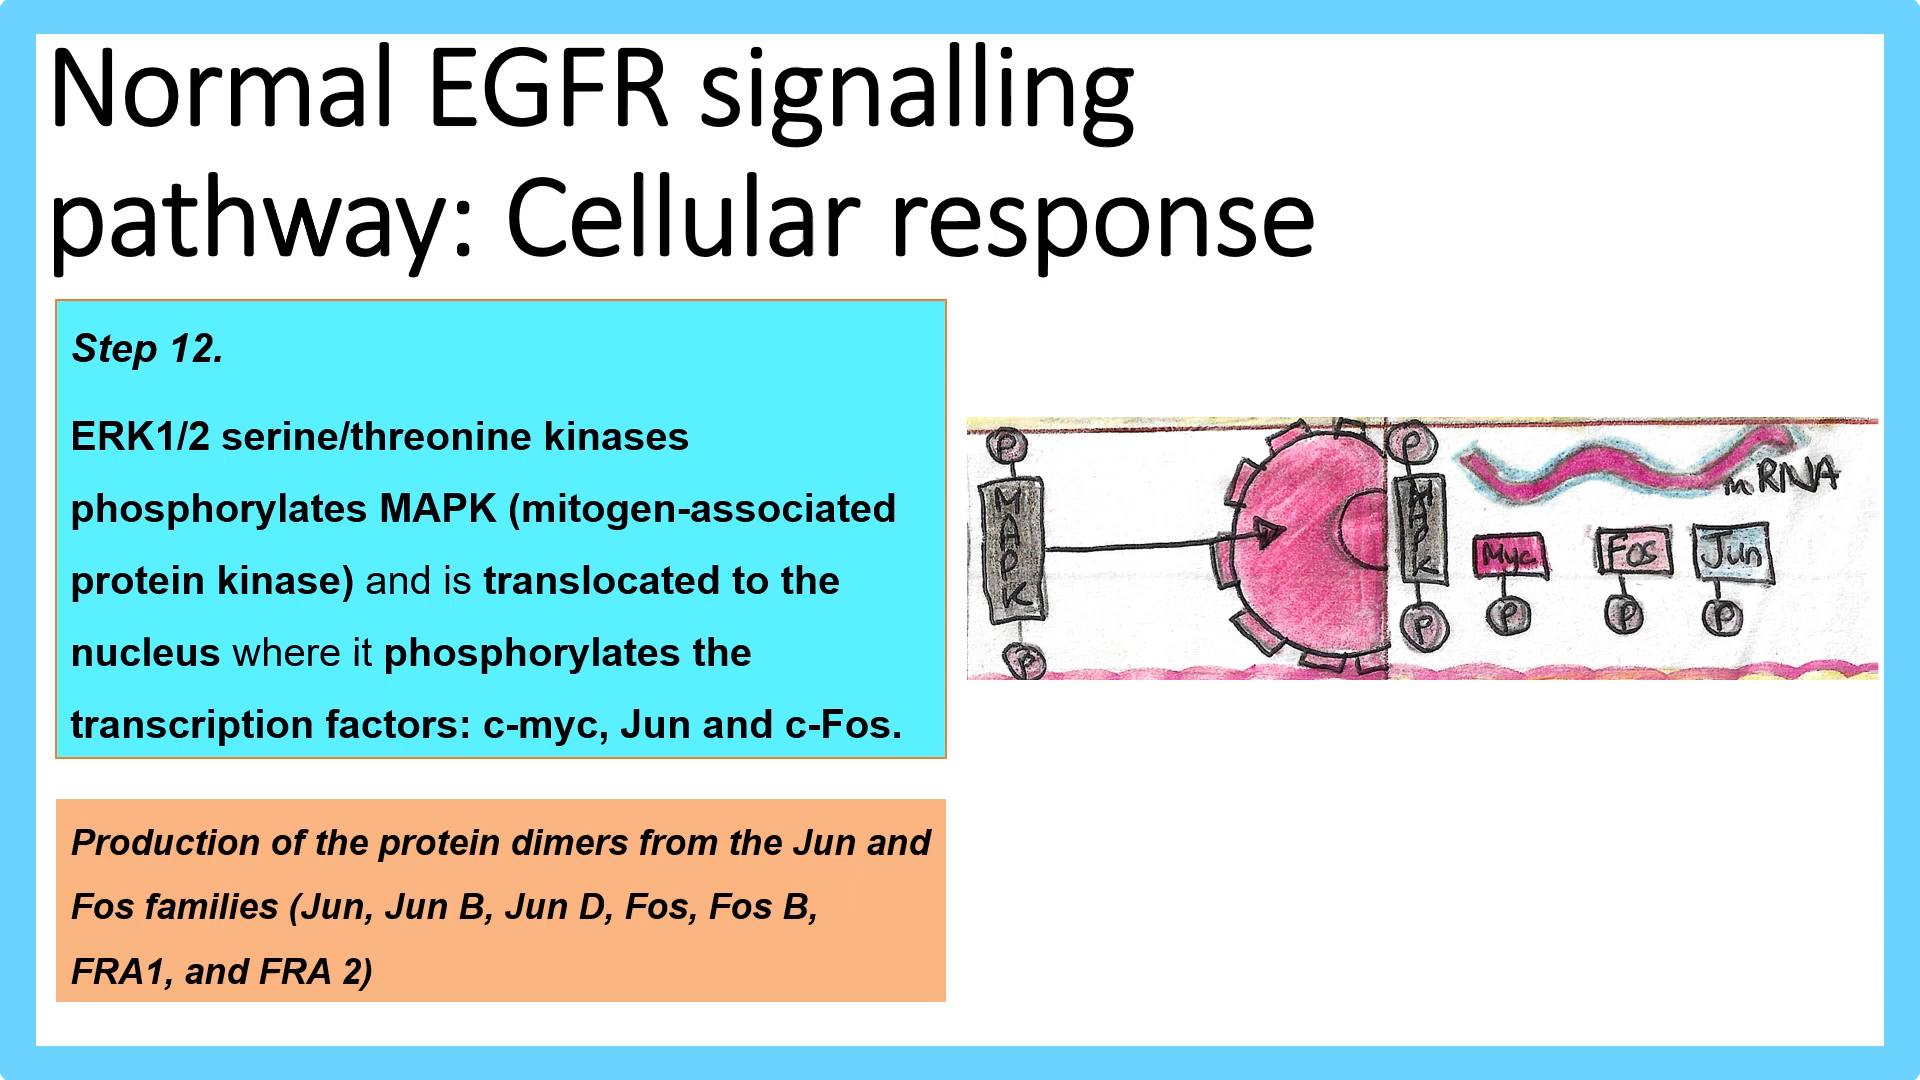 Normal EGFR signalling
pathway: Cellular response
Step 12.
ERK1/2 serine/threonine kinases
phosphorylates MAPK (mitogen-associated
protein kinase) and is translocated to the
nucleus where it phosphorylates the
transcription factors: c-myc, Jun and c-Fos.
Production of the protein dimers from the Jun and
Fos families (Jun, Jun B, Jun D, Fos, Fos B,
FRA1, and FRA 2)
P
MAPK
P
P
MAPK
P
mRNA
Myc
P
Fos
P
Jun
P